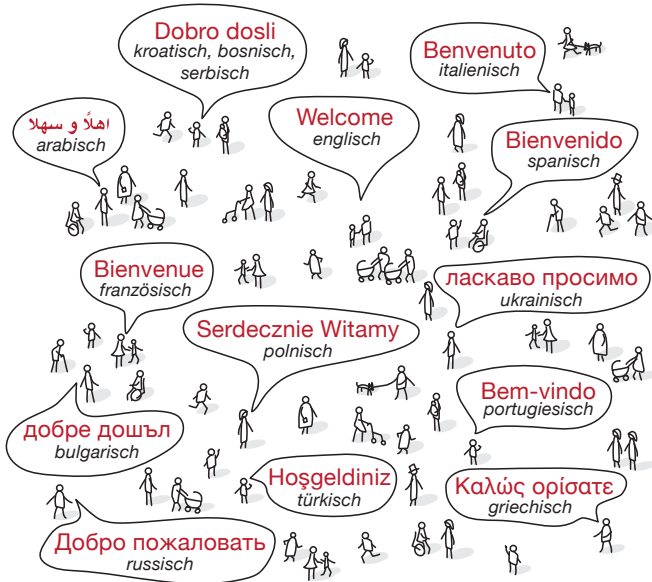 Dobro dosli
kroatisch, bosnisch,
serbisch
Benvenuto
italienisch
اهلًا و سهلا
arabisch
Welcome
englisch
Bienvenido
spanisch
Bienvenue
französisch
ласкаво просимо
ukrainisch
Serdecznie Witamy
polnisch
Bem-vindo
portugiesisch
добре дошъл
bulgarisch
Hoşgeldiniz
türkisch
Καλώς ορίσατε
griechisch
Добро пожаловать
russisch